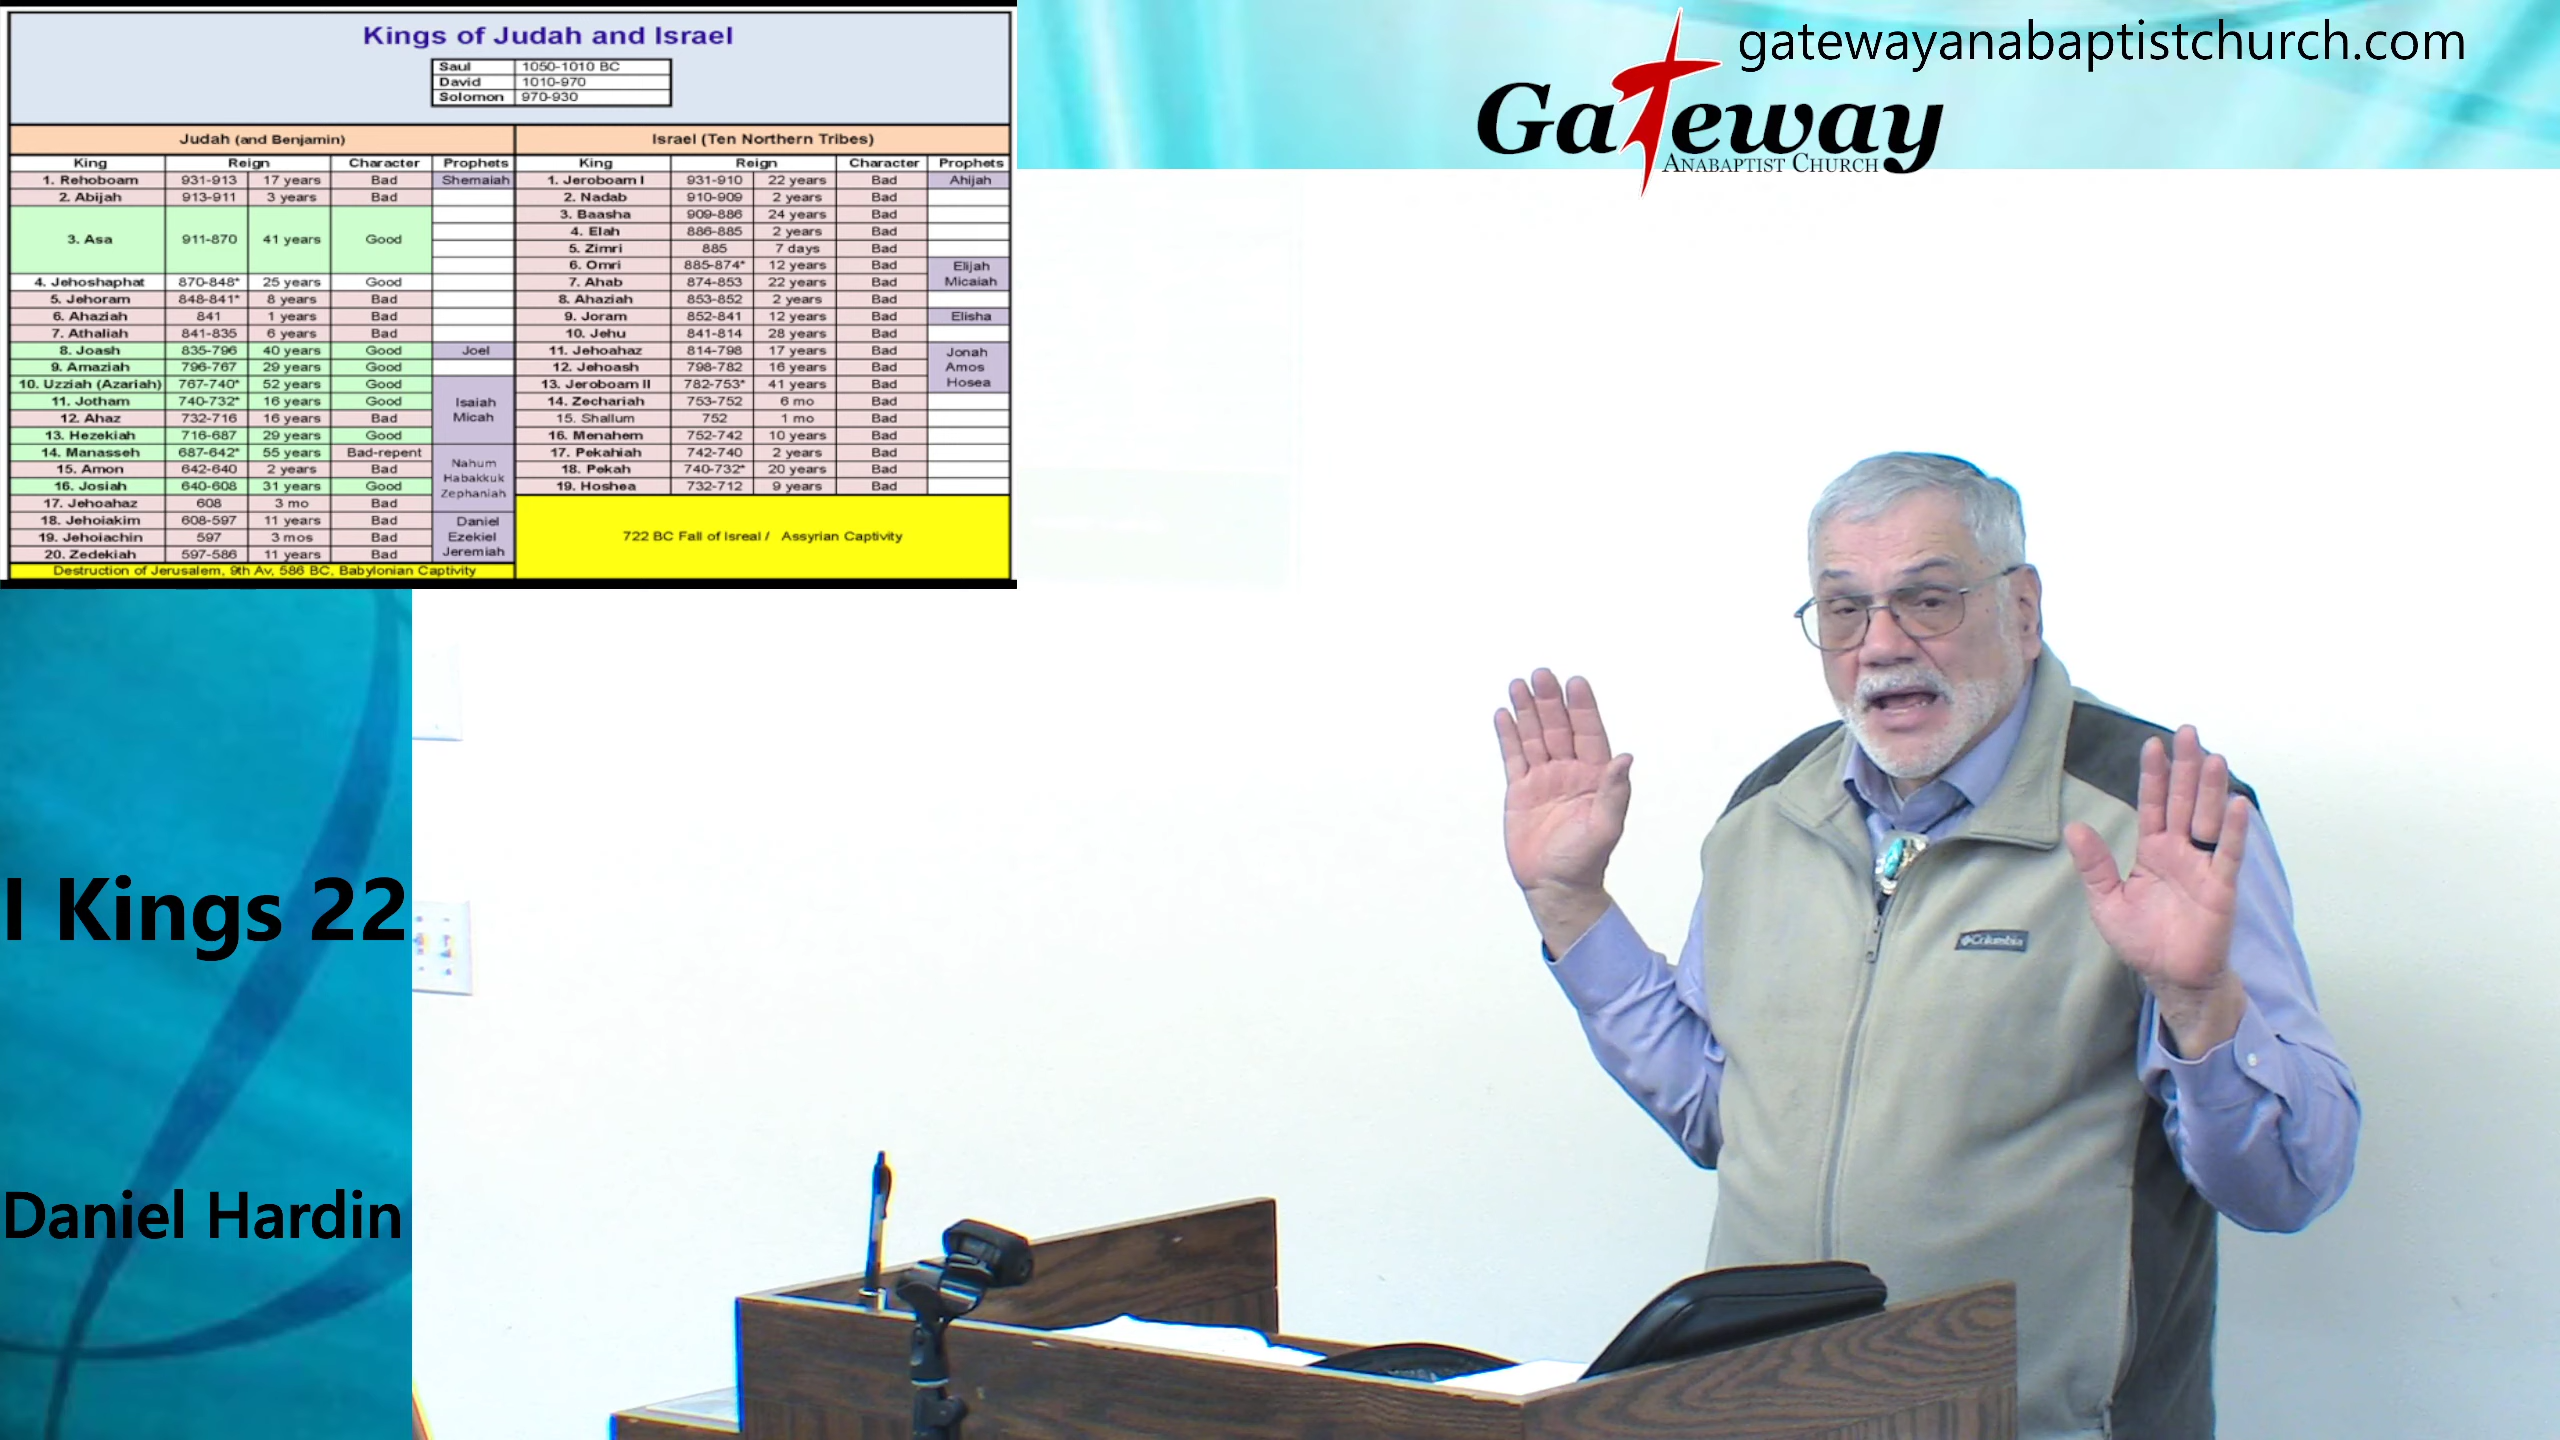 Kings of Judah and Israel
Saul 1050-1010 BC
David 1010-970
Solomon 970-930
Judah (and Benjamin) Israel (Ten Northern Tribes)
King Reign Character Prophets King Reign Character Prophets
1. Rehoboam 931-913 17 years Bad Shemaiah 1. Jeroboam I 931-910 22 years Bad Ahijah
2. Abijah 913-911 3 years Bad 2. Nadab 910-909 2 years Bad
3. Baasha 909-886 24 years Bad
3. Asa 911-870 41 years Good 4. Elah 886-885 2 years Bad
5. Zimri 885 7 days Bad
6. Omri 885-874* 12 years Bad Elijah
4. Jehoshaphat 870-848* 25 years Good 7. Ahab 874-853 22 years Bad Micaiah
5. Jehoram 848-841* 8 years Bad 8. Ahaziah 853-852 2 years Bad
6. Ahaziah 841 1 years Bad 9. Joram 852-841 12 years Bad Elisha
7. Athaliah 841-835 6 years Bad 10. Jehu 841-814 28 years Bad
8. Joash 835-796 40 years Good Joel 11. Jehoahaz 814-798 17 years Bad Jonah
9. Amaziah 796-767 29 years Good 12. Jehoash 798-782 16 years Bad Amos
10. Uzziah (Azariah) 767-740* 52 years Good 13. Jeroboam II 782-753* 41 years Bad Hosea
11. Jotham 740-732* 16 years Good Isaiah 14. Zechariah 753-752 6 mo Bad
12. Ahaz 732-716 16 years Bad Micah 15. Shallum 752 1 mo Bad
13. Hezekiah 716-687 29 years Good 16. Menahem 752-742 10 years Bad
14. Manasseh 687-642* 55 years Bad-repent Nahum 17. Pekahiah 742-740 2 years Bad
15. Amon 642-640 2 years Bad Habakkuk 18. Pekah 740-732* 20 years Bad
16. Josiah 640-608 31 years Good Zephaniah 19. Hoshea 732-712 9 years Bad
17. Jehoahaz 608 3 mo Bad
18. Jehoiakim 608-597 11 years Bad Daniel
19. Jehoiachin 597 3 mos Bad Ezekiel 722 BC Fall of Isreal / Assyrian Captivity
20. Zedekiah 597-586 11 years Bad Jeremiah
Destruction of Jerusalem, 9th Av, 586 BC, Babylonian Captivity
gatewayanabaptistchurch.com
Gateway
ANABAPTIST CHURCH
I Kings 22
Daniel Hardin
Columbia